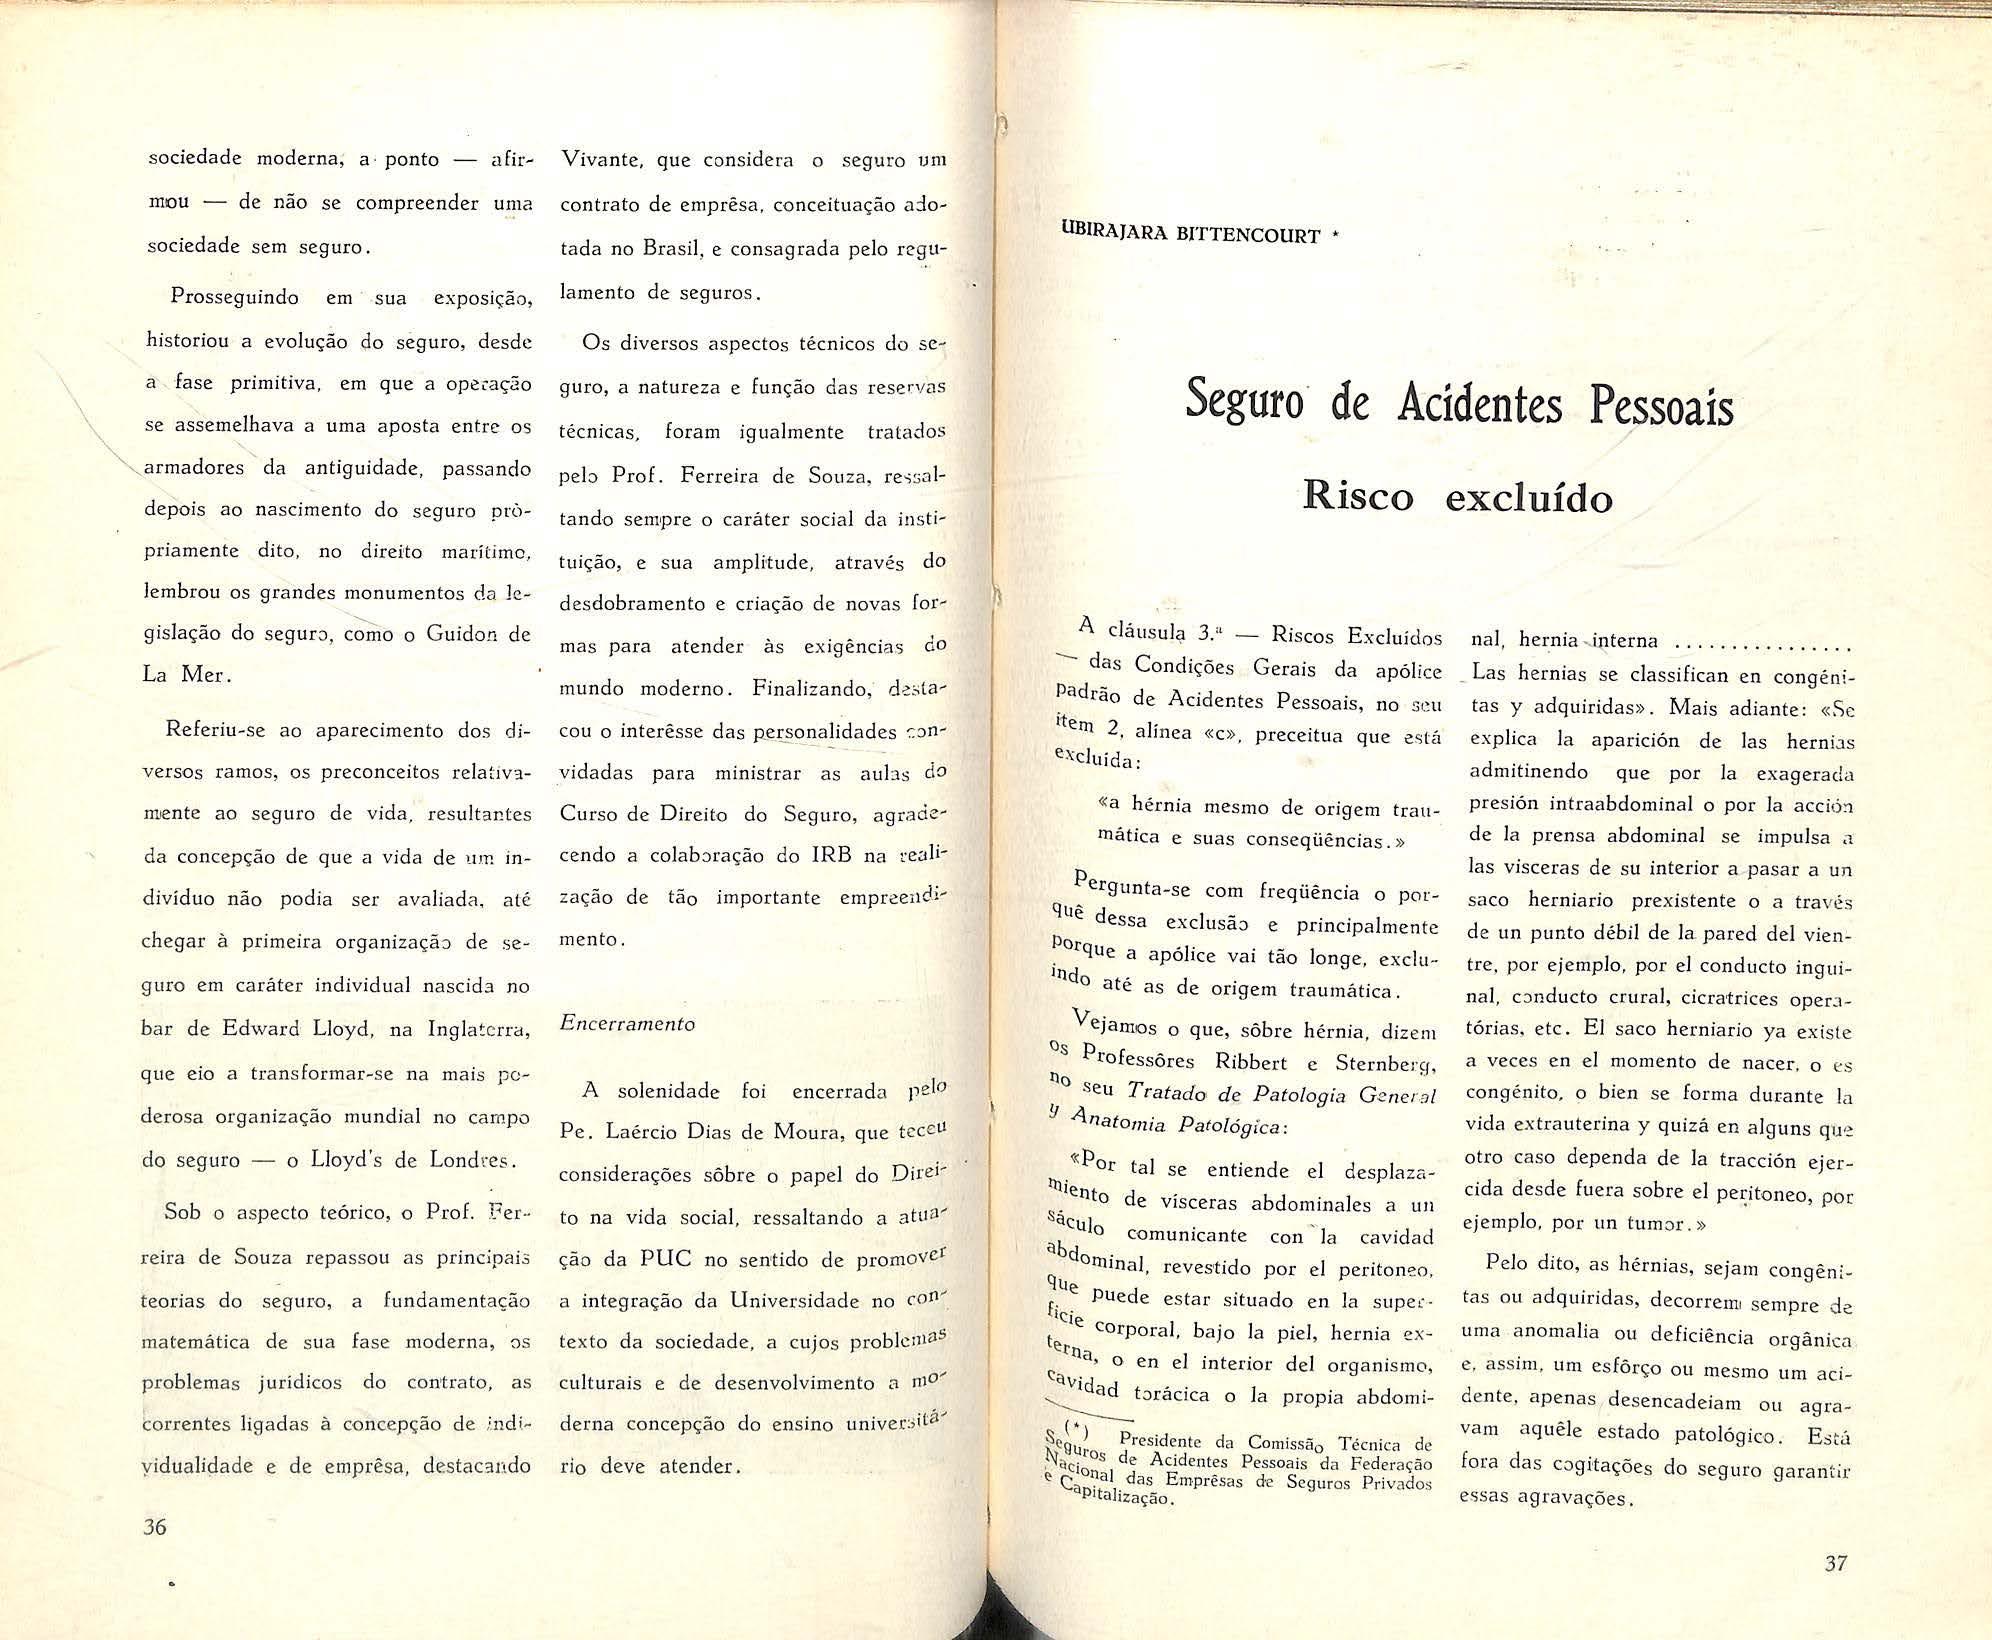 sociedade moderna, a ponto — afir-
mou — de não se compreender uma
sociedade sem seguro.
Prosseguindo em sua exposição,
historiou a evolução do seguro, desde
a fase primitiva, em que a operação
se assemelhava a uma aposta entre os
armadores da antiguidade, passando
depois ao nascimento do seguro prò-
priamente dito, no direito marítimo,
lembrou os grandes monumentos da le-
gislação do seguro, como o Guidon de
La Mer.
Referiu-se ao aparecimento dos di-
versos ramos, os preconceitos relativa-
mente ao seguro de vida, resultantes
da concepção de que a vida de um in-
divíduo não podia ser avaliada, até
chegar à primeira organização de se-
guro em caráter individual nascida no
bar de Edward Lloyd, na Inglaterra,
que eio a transformar-se na mais po-
derosa organização mundial no campo
do seguro — o Lloyd's de Londres.
Sob o aspecto teórico, o Prof. Fer-
reira de Souza repassou as principais
teorias do seguro, a fundamentação
matemática de sua fase moderna, os
problemas jurídicos do contrato, as
correntes ligadas à concepção de indi-
vidualidade e de emprêsa, destacando
36
Vivante, que considera o seguro um
contrato de emprêsa, conceituação ado-
tada no Brasil, e consagrada pelo regu-
lamento de seguros.
Os diversos aspectos técnicos do se-
guro, a natureza e função das reservas
técnicas, foram igualmente tratados
pelo Prof. Ferreira de Souza, ressal-
tando sempre o caráter social da insti-
tuição, e sua amplitude, através do
desdobramento e criação de novas for-
mas para atender às exigências do
mundo moderno. Finalizando, desta-
cou o interêsse das personalidades con-
vidadas para ministrar as aulas do
Curso de Direito do Seguro, agrade-
cendo a colaboração do IRB na reali-
zação de tão importante empreendi-
mento.
Encerramento
A solenidade foi encerrada pelo
Pe. Laércio Dias de Moura, que teceu
considerações sôbre o papel do Direi-
to na vida social, ressaltando a atua-
ção da PUC no sentido de promover
a integração da Universidade no con-
texto da sociedade, a cujos problemas
culturais e de desenvolvimento a mo-
derna concepção do ensino universitá-
rio deve atender.
UBIRAJARA BITTENCOURT *
Seguro de Acidentes Pessoais
Risco excluído
A cláusula 3.ª — Riscos Excluídos
— das Condições Gerais da apólice
padrão de Acidentes Pessoais, no seu
item 2, alínea «c», preceitua que está
excluída:
«a hérnia mesmo de origem trau-
mática e suas conseqüências.»
Pergunta-se com freqüência o por-
quê dessa exclusão e principalmente
porque a apólice vai tão longe, exclu-
indo até as de origem traumática.
Vejamos o que, sôbre hérnia, dizem
os Professôres Ribbert e Sternberg,
no seu Tratado de Patologia General
y Anatomia Patológica:
«Por tal se entiende el desplaza-
miento de vísceras abdominales a un
sáculo comunicante con la cavidad
abdominal, revestido por el peritoneo,
que puede estar situado en la super-
ficie corporal, bajo la piel, hernia ex-
terna, o en el interior del organismo,
cavidad torácica o la propia abdomi-
(*) Presidente da Comissão Técnica de
Seguros de Acidentes Pessoais da Federação
Nacional das Emprêsas de Seguros Privados
e Capitalização.
nal, hernia interna ................
Las hernias se classifican en congéni-
tas y adquiridas». Mais adiante: «Se
explica la aparición de las hernias
admitinendo que por la exagerada
presión intraabdominal o por la acción
de la prensa abdominal se impulsa a
las vísceras de su interior a pasar a un
saco herniario prexistente o a través
de un punto débil de la pared del vien-
tre, por ejemplo, por el conducto ingui-
nal, conducto crural, cicratrices opera-
tórias, etc. El saco herniario ya existe
a veces en el momento de nacer, o es
congénito, o bien se forma durante la
vida extrauterina y quizá en alguns que
otro caso dependa de la tracción ejer-
cida desde fuera sobre el peritoneo, por
ejemplo, por un tumor.»
Pelo dito, as hérnias, sejam congêni-
tas ou adquiridas, decorrem sempre de
uma anomalia ou deficiência orgânica
e, assim, um esfôrço ou mesmo um aci-
dente, apenas desencadeiam ou agra-
vam aquêle estado patológico. Está
fora das cogitações do seguro garantir
essas agravações.
37